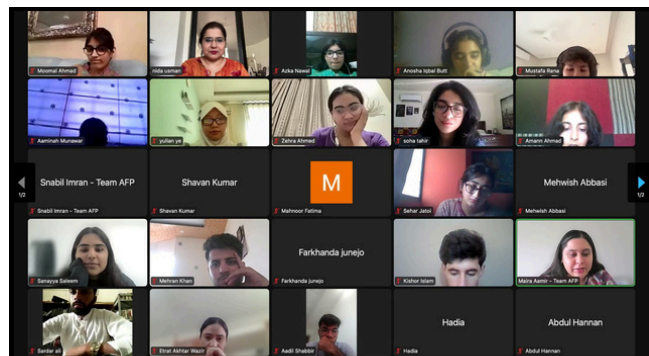 Moomal Ahmad
nida usman
Azka Nawal
Anosha Iqbal Butt
Mustafa Rana
Aaminah Munawar
yulian ye
Zehra Ahmed
soha tahir
Amann Ahmad
Snabil Imran - Team AFP
Snabil Imran - Team AFP
Shavan Kumar
Shavan Kumar
M
Mahnoor Fatima
Sehar Jatoi
Mehwish Abbasi
Mehwish Abbasi
1/2
1/2
Sanayya Saleem
Mehran Khan
Farkhanda junejo
Farkhanda junejo
Kishor Islam
Maira Aamir - Team AFP
Sardar ali
Etrat Akhtar Wazir
Aadil Shabbir
Hadia
Hadia
Abdul Hannan
Abdul Hannan